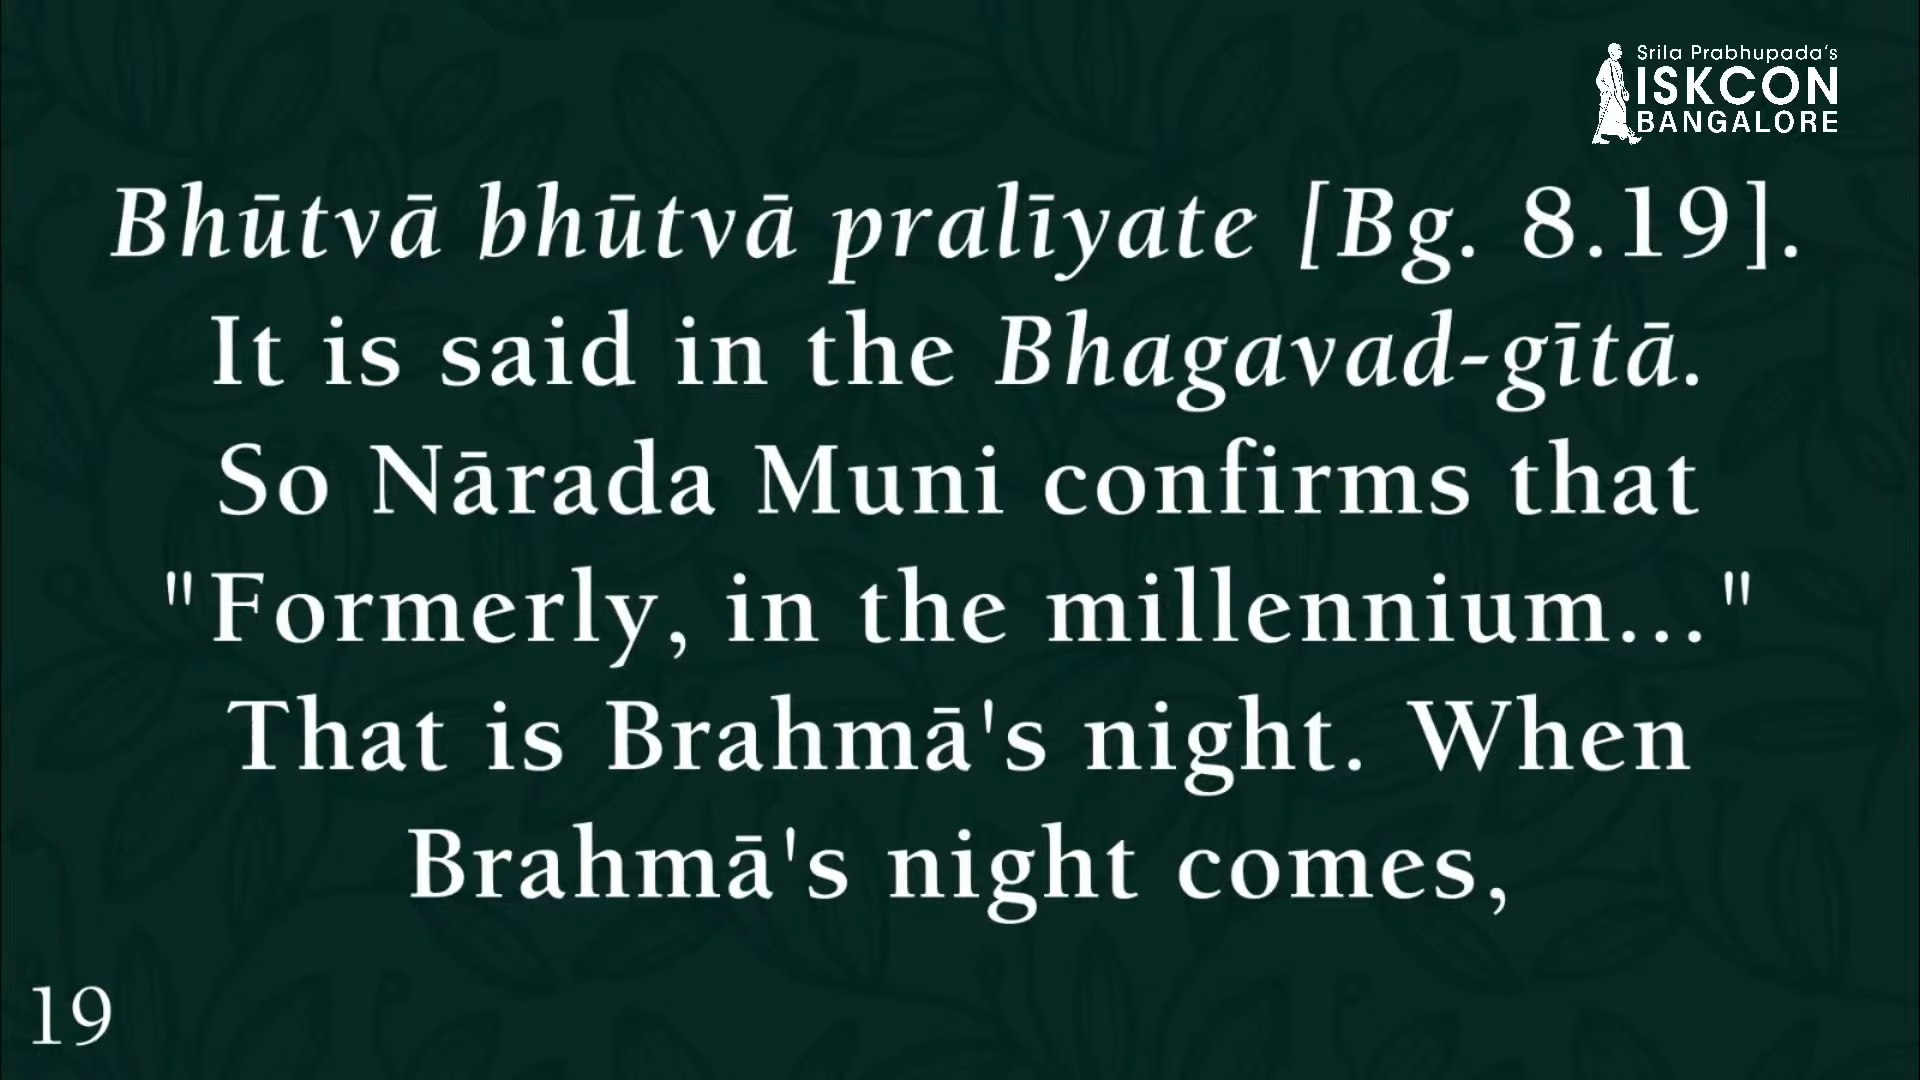 Srila Prabhupada's
ISKCON
BANGALORE
Bhūtvā bhūtvā pralīyate [Bg. 8.19].
It is said in the Bhagavad-gītā.
So Nārada Muni confirms that
"Formerly, in the millennium..."
That is Brahmā's night. When
Brahmā's night comes,
19